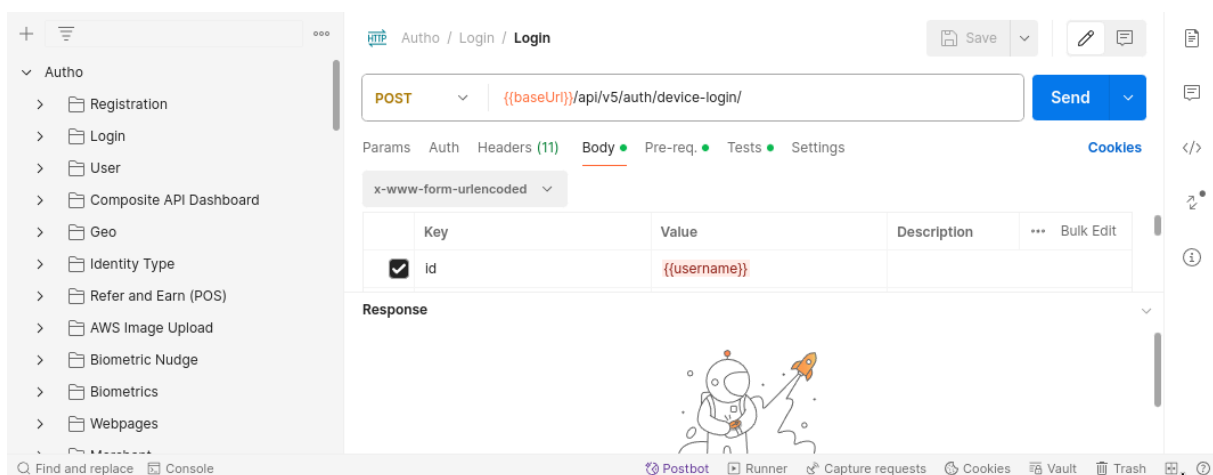 HTTP Autho / Login / Login
Save
Autho
Registration
Login
User
Composite API Dashboard
Geo
Identity Type
Refer and Earn (POS)
AWS Image Upload
Biometric Nudge
Biometrics
Webpages
POST {{baseUrl}}/api/v5/auth/device-login/
Send
Params Auth Headers (11) Body Pre-req. Tests Settings Cookies
x-www-form-urlencoded
Key Value Description Bulk Edit
id {{username}}
Response
Find and replace Console Postbot Runner Capture requests Cookies Vault Trash